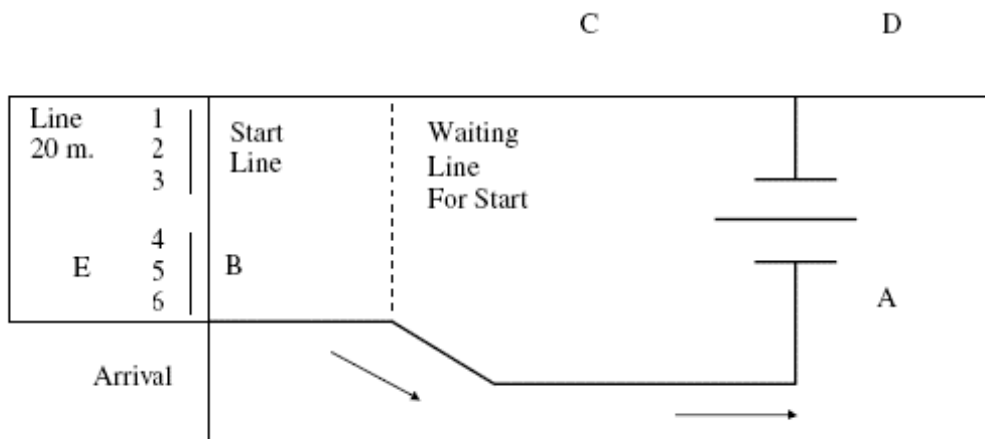 C
D
Line
20 m.
1
2
3
Start
Line
Waiting
Line
For Start
4
5
6
E
B
A
Arrival